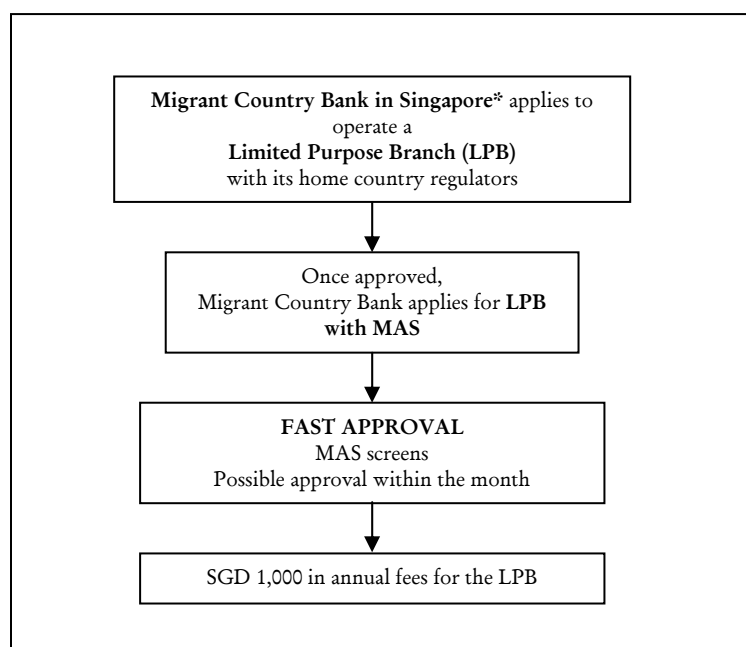 Migrant Country Bank in Singapore* applies to
operate a
Limited Purpose Branch (LPB)
with its home country regulators
Once approved,
Migrant Country Bank applies for LPB
with MAS
FAST APPROVAL
MAS screens
Possible approval within the month
SGD 1,000 in annual fees for the LPB